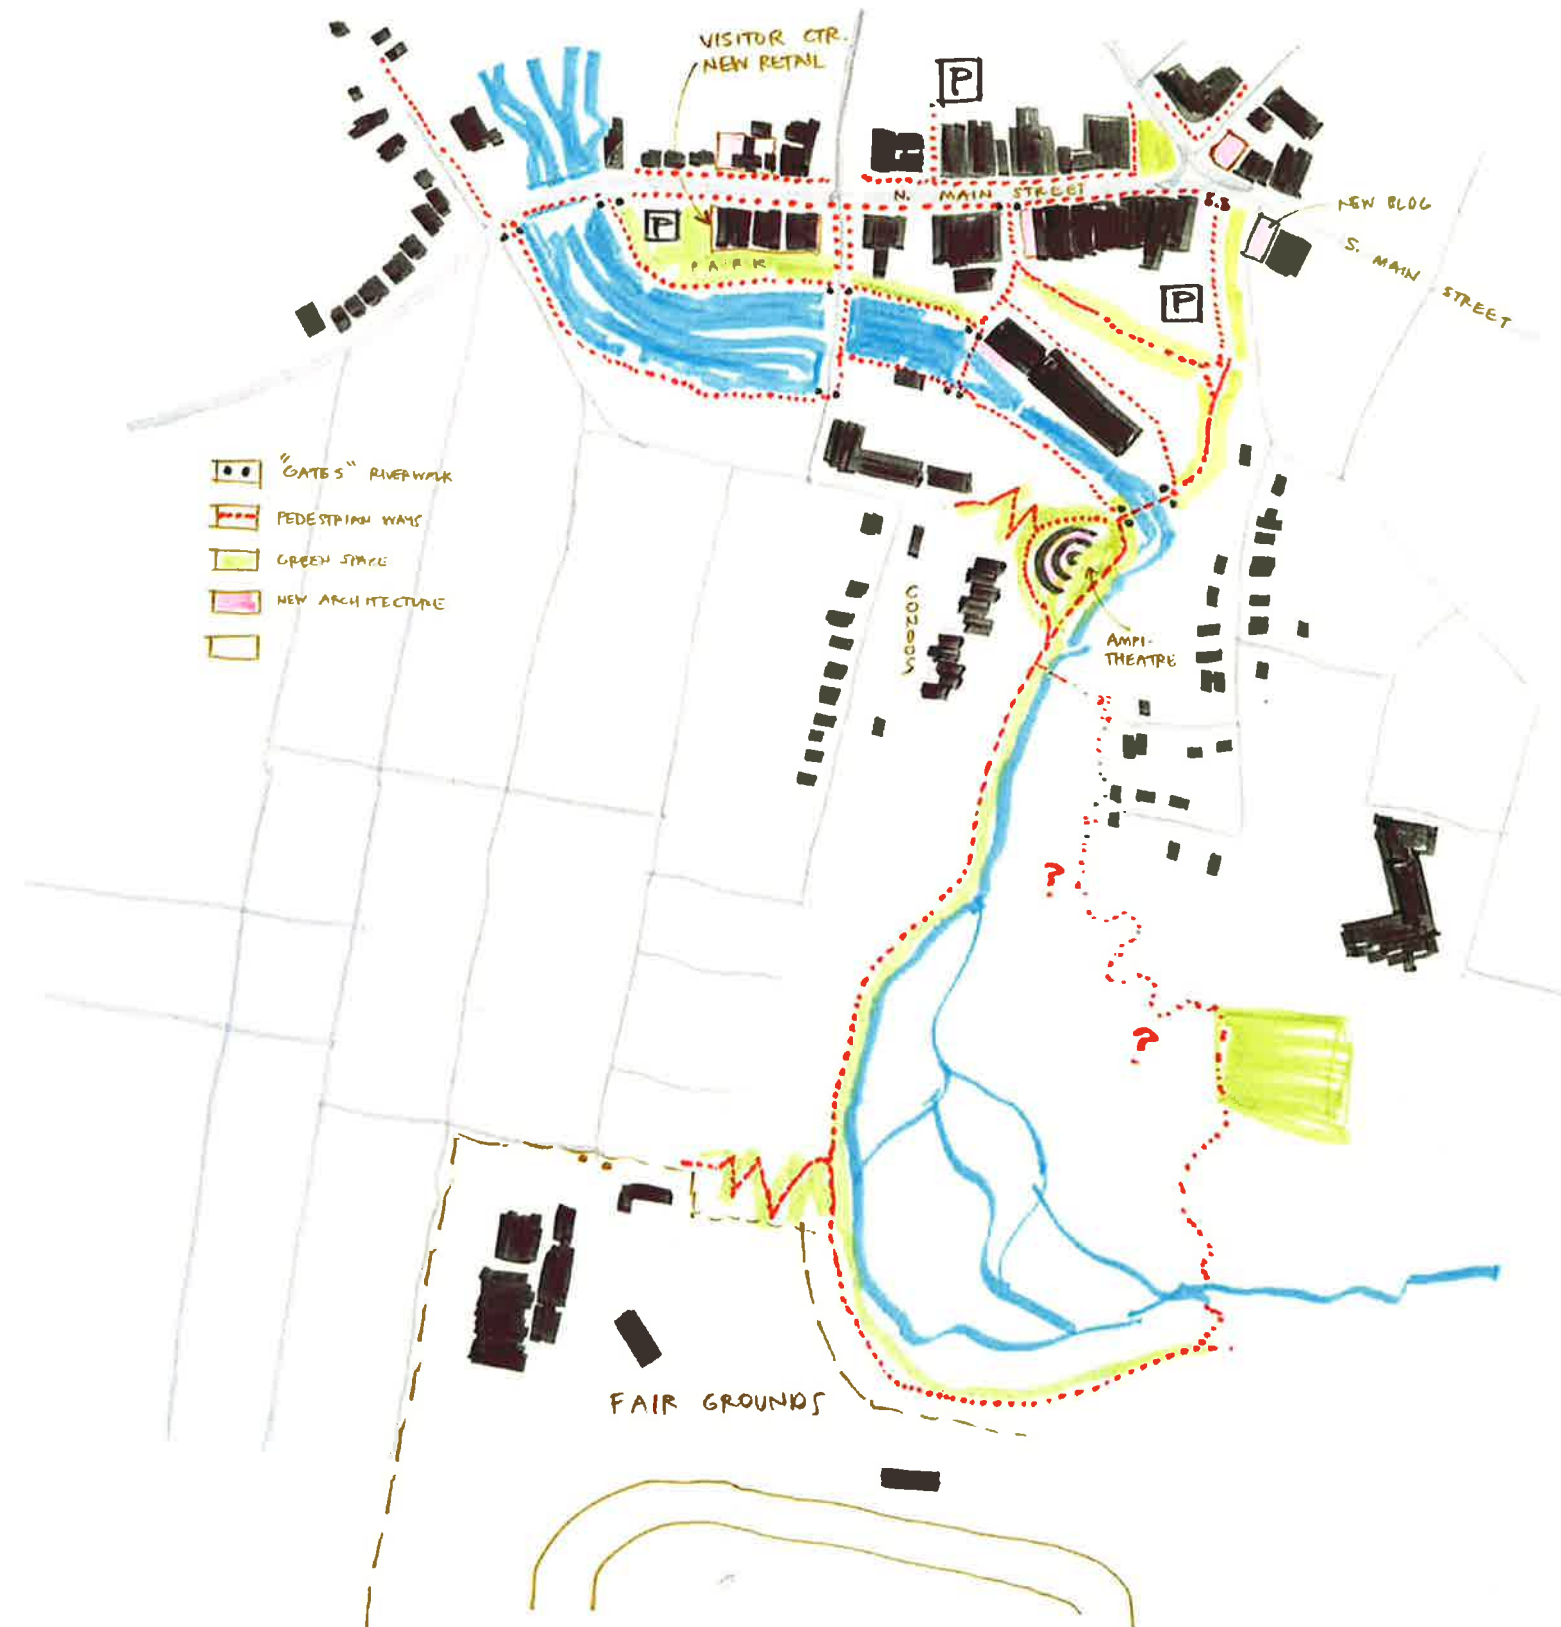 VISITOR CTR.
NEW RETAIL
P
N. MAIN STREET
NEW BLDG
P
PARK
S. MAIN STREET
P
"GATES" RIVERWALK
PEDESTRIAN WAYS
GREEN SPACE
NEW ARCHITECTURE
CONDOS
AMPI-
THEATRE
?
?
FAIR GROUNDS